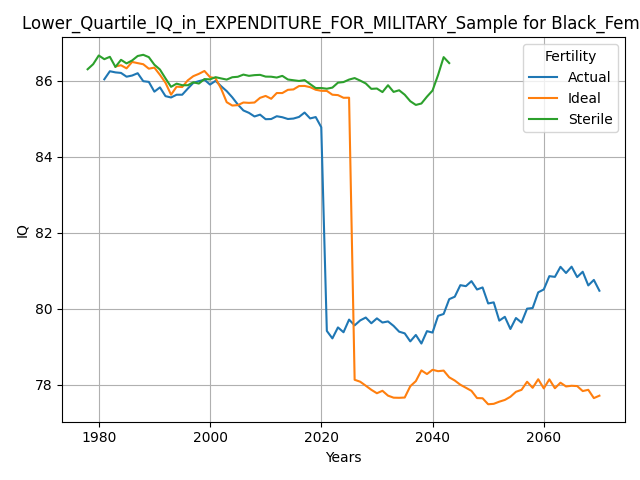 Lower_Quartile_IQ_in_EXPENDITURE_FOR_MILITARY_Sample for Black_Fem
Fertility
Actual
Ideal
Sterile
86
84
82
80
78
IQ
1980
2000
2020
2040
2060
Years